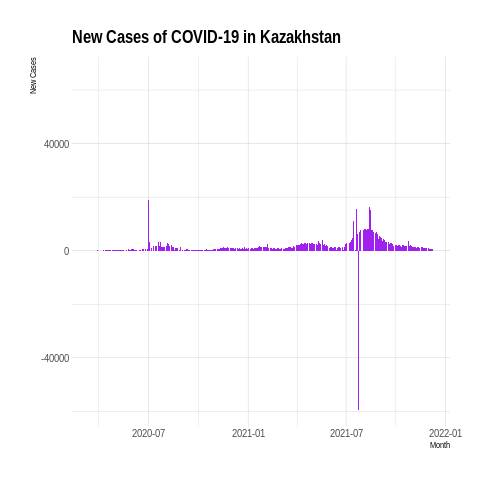 New Cases of COVID-19 in Kazakhstan
New Cases
40000
0
-40000
2020-07
2021-01
2021-07
2022-01
Month